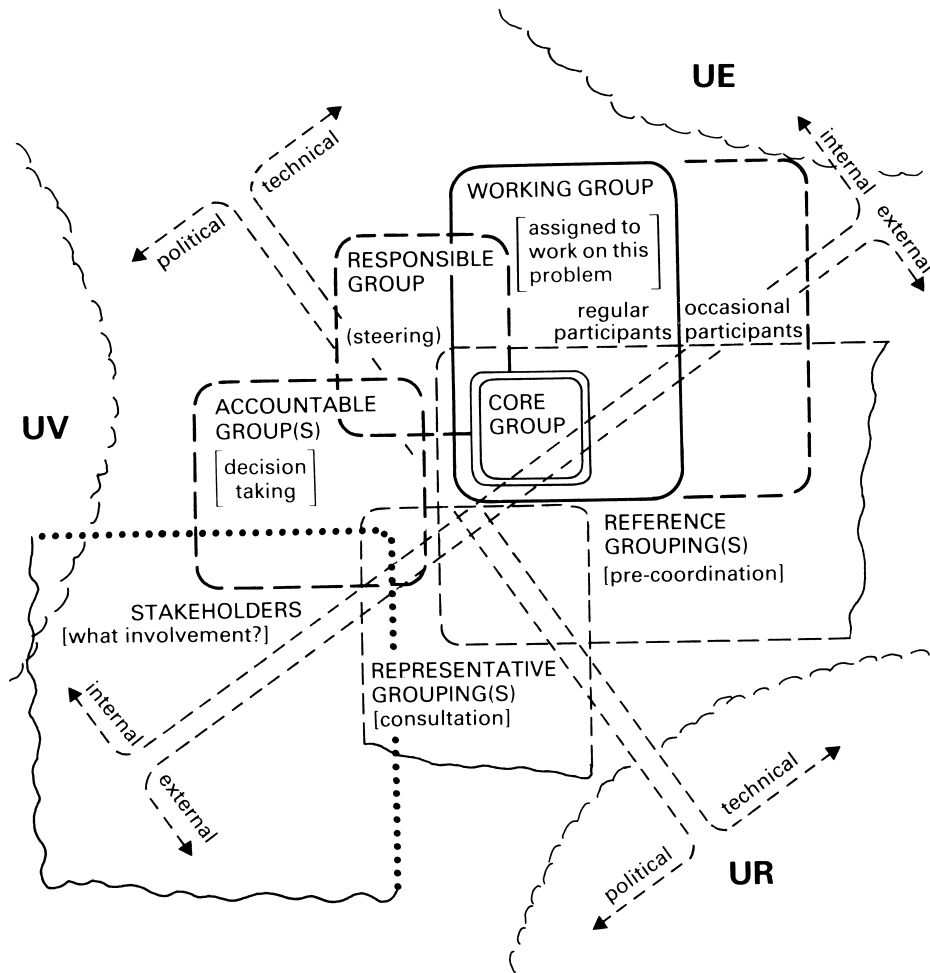 UE
technical
political
internal
external
WORKING GROUP
[assigned to
work on this
problem]
RESPONSIBLE
GROUP
(steering)
regular
participants
occasional
participants
CORE
GROUP
UV
ACCOUNTABLE
GROUP(S)
[decision
taking]
REFERENCE
GROUPING(S)
[pre-coordination]
STAKEHOLDERS
[what involvement?]
REPRESENTATIVE
GROUPING(S)
[consultation]
internal
external
technical
political
UR